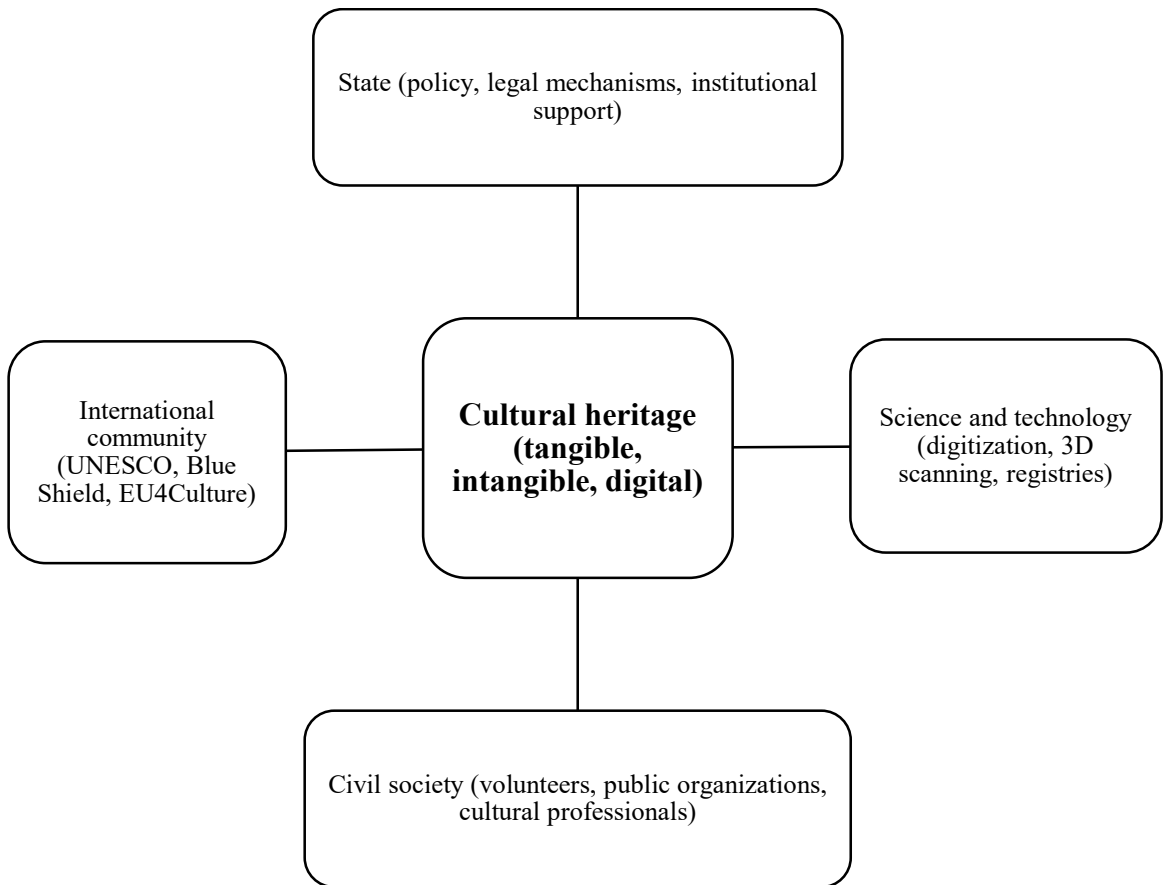 State (policy, legal mechanisms, institutional
support)
International
community
(UNESCO, Blue
Shield, EU4Culture)
Cultural heritage
(tangible,
intangible, digital)
Science and technology
(digitization, 3D
scanning, registries)
Civil society (volunteers, public organizations,
cultural professionals)